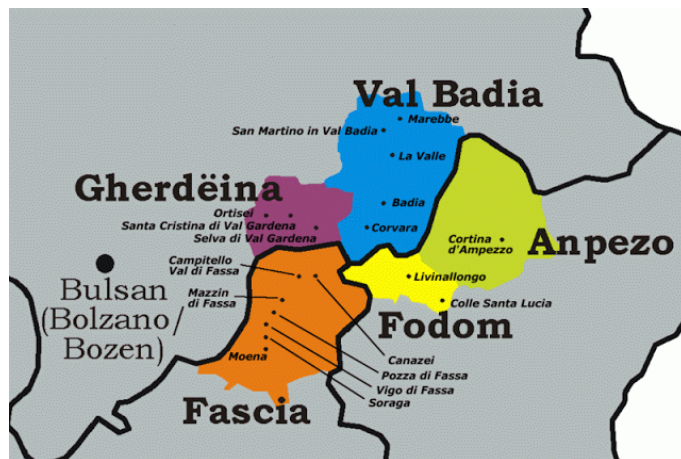 Val Badia
Marebbe
San Martino in Val Badia
La Valle
Gherdëina
Ortisei
Badia
Santa Cristina di Val Gardena
Corvara
Selva di Val Gardena
Cortina
d'Ampezzo
Anpezo
Campitello
Val di Fassa
Livinallongo
Bulsan
(Bolzano/
Bozen)
Mazzin
di Fassa
Colle Santa Lucia
Fodom
Moena
Canazei
Pozza di Fassa
Vigo di Fassa
Soraga
Fascia